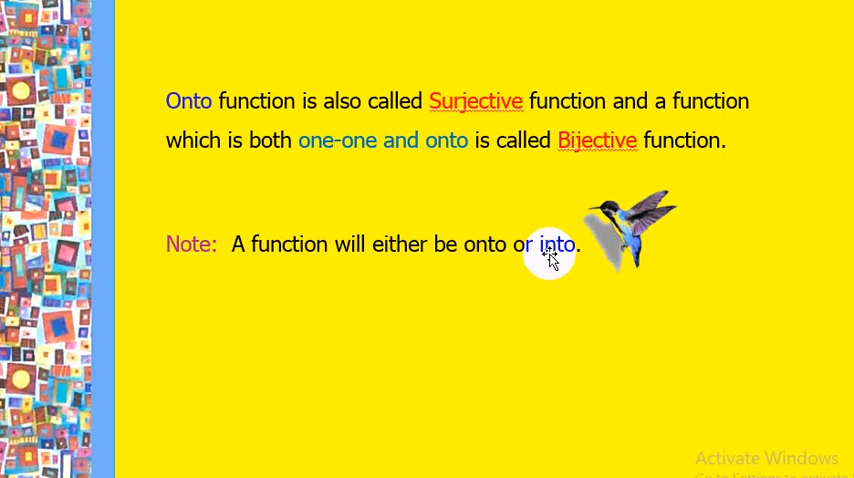 Onto function is also called Surjective function and a function
which is both one-one and onto is called Bijective function.
Note: A function will either be onto or into.
Activate Windows